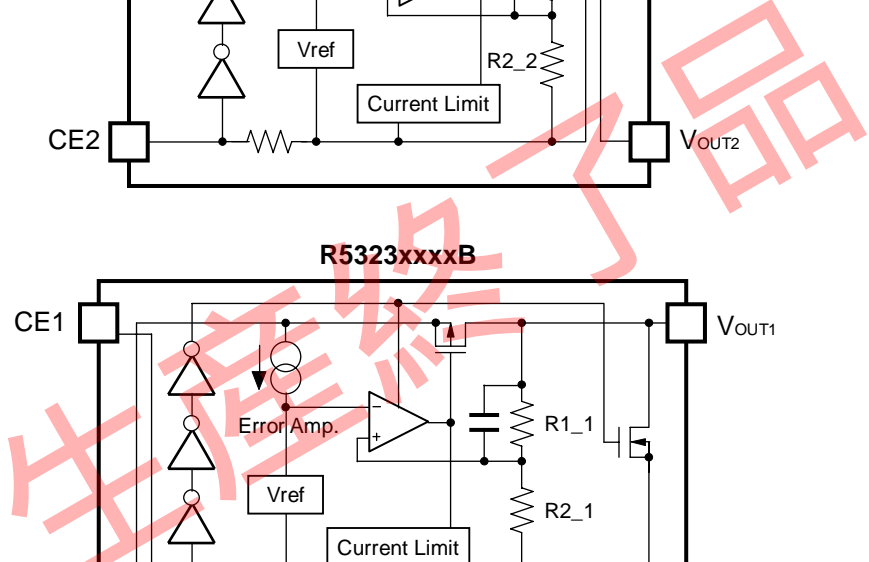 Vref
R2_2
Current Limit
CE2
VOUT2
R5323xxxxB
CE1
VOUT1
Error Amp.
−
+
R1_1
Vref
R2_1
Current Limit
生産終了品